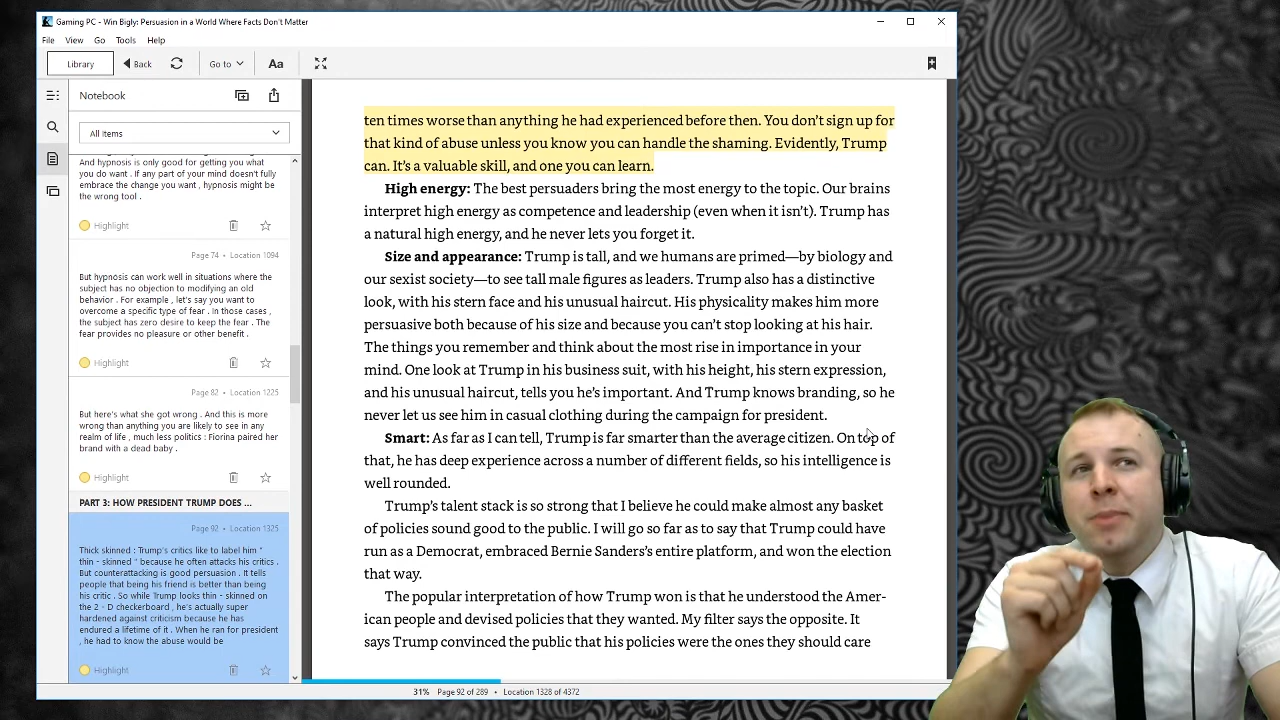 Gaming PC - Win Bigly: Persuasion in a World Where Facts Don't Matter
File View Go Tools Help
Library Back Go to Aa
Notebook
All Items
And hypnosis is only good for getting you what
you do want . If any part of your mind doesn't fully
embrace the change you want , hypnosis might be
the wrong tool .
Highlight
Page 74 • Location 1094
But hypnosis can work well in situations where the
subject has no objection to modifying an old
behavior . For example , let's say you want to
overcome a specific type of fear . In those cases ,
the subject has zero desire to keep the fear . The
fear provides no pleasure or other benefit .
Highlight
Page 82 • Location 1225
But here's what she got wrong . And this is more
wrong than anything you are likely to see in any
realm of life , much less politics : Fiorina paired her
brand with a dead baby .
Highlight
PART 3: HOW PRESIDENT TRUMP DOES ...
Page 92 • Location 1325
Thick skinned : Trump's critics like to label him "
thin - skinned " because he often attacks his critics .
But counterattacking is good persuasion . It tells
people that being his friend is better than being
his critic . So while Trump looks thin - skinned on
the 2 - D checkerboard , he's actually super
hardened against criticism because he has
endured a lifetime of it . When he ran for president
, he had to know the abuse would be
Highlight
ten times worse than anything he had experienced before then. You don't sign up for
that kind of abuse unless you know you can handle the shaming. Evidently, Trump
can. It's a valuable skill, and one you can learn.
High energy: The best persuaders bring the most energy to the topic. Our brains
interpret high energy as competence and leadership (even when it isn't). Trump has
a natural high energy, and he never lets you forget it.
Size and appearance: Trump is tall, and we humans are primed—by biology and
our sexist society—to see tall male figures as leaders. Trump also has a distinctive
look, with his stern face and his unusual haircut. His physicality makes him more
persuasive both because of his size and because you can't stop looking at his hair.
The things you remember and think about the most rise in importance in your
mind. One look at Trump in his business suit, with his height, his stern expression,
and his unusual haircut, tells you he's important. And Trump knows branding, so he
never let us see him in casual clothing during the campaign for president.
Smart: As far as I can tell, Trump is far smarter than the average citizen. On top of
that, he has deep experience across a number of different fields, so his intelligence is
well rounded.
Trump's talent stack is so strong that I believe he could make almost any basket
of policies sound good to the public. I will go so far as to say that Trump could have
run as a Democrat, embraced Bernie Sanders's entire platform, and won the election
that way.
The popular interpretation of how Trump won is that he understood the Amer-
ican people and devised policies that they wanted. My filter says the opposite. It
says Trump convinced the public that his policies were the ones they should care
31% Page 92 of 289 • Location 1328 of 4372